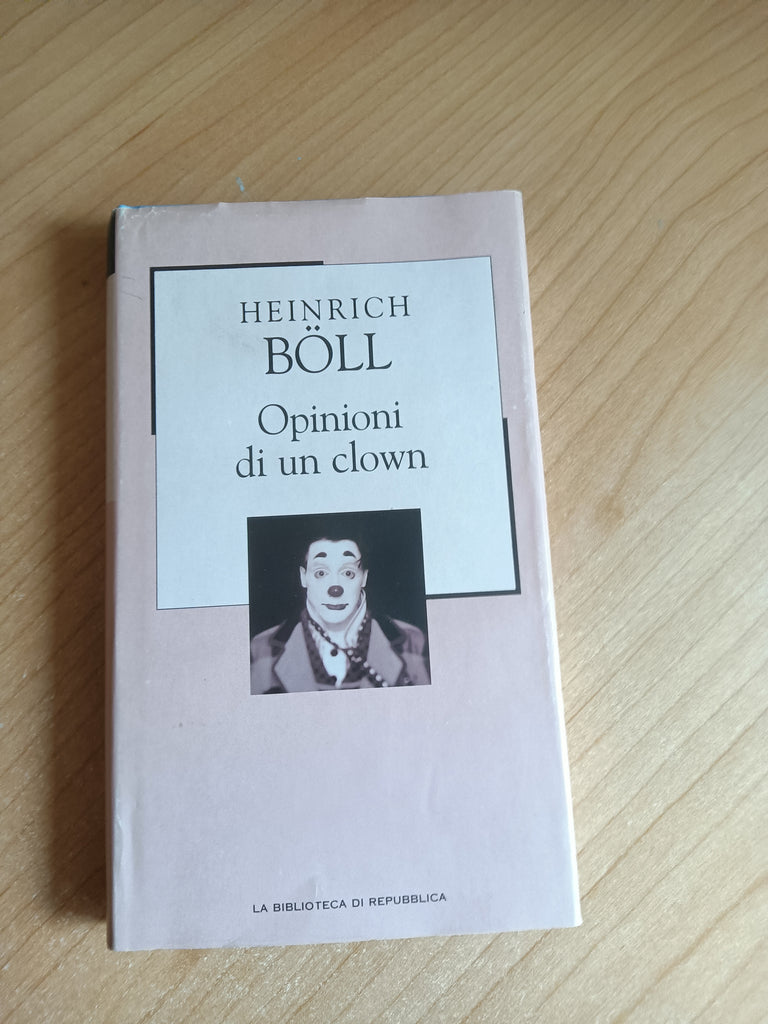 HEINRICH
BÖLL
Opinioni
di un clown
LA BIBLIOTECA DI REPUBBLICA